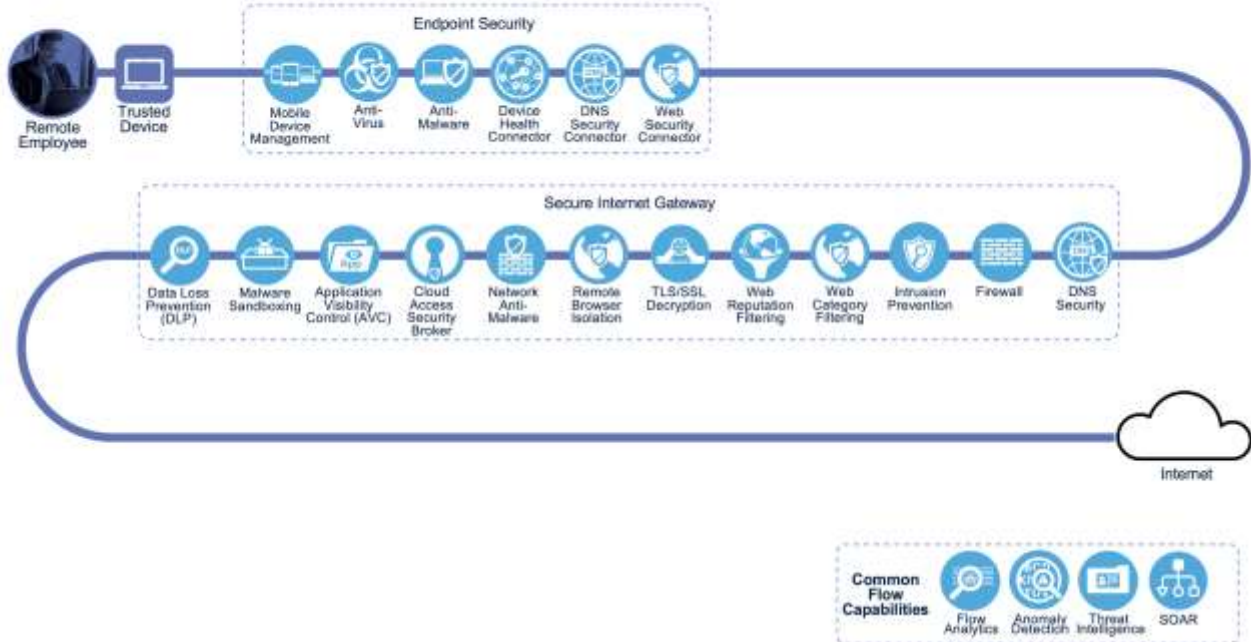 Endpoint Security
Remote
Employee
Trusted
Device
Mobile
Device
Management
Anti-
Virus
Anti-
Malware
Device
Health
Connector
DNS
Security
Connector
Web
Security
Connector
Secure Internet Gateway
Data Loss
Prevention
(DLP)
Malware
Sandboxing
Application
Visibility
Control (AVC)
Cloud
Access
Security
Broker
Network
Anti-
Malware
Remote
Browser
Isolation
TLS/SSL
Decryption
Web
Reputation
Filtering
Web
Category
Filtering
Intrusion
Prevention
Firewall
DNS
Security
Internet
Common
Flow
Capabilities
Flow
Analytics
Anomaly
Detection
Threat
Intelligence
SOAR